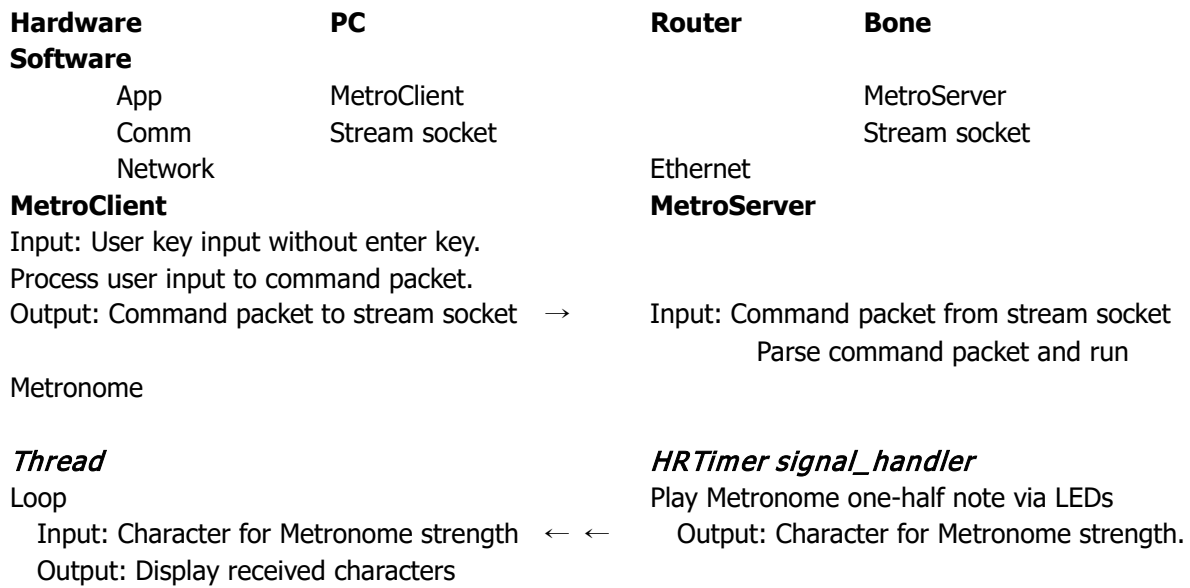 Hardware PC Router Bone
Software
App MetroClient MetroServer
Comm Stream socket Stream socket
Network Ethernet
MetroClient MetroServer
Input: User key input without enter key.
Process user input to command packet.
Output: Command packet to stream socket → Input: Command packet from stream socket
Parse command packet and run
Metronome
Thread HRTimer signal_handler
Loop Play Metronome one-half note via LEDs
Input: Character for Metronome strength ← ← Output: Character for Metronome strength.
Output: Display received characters